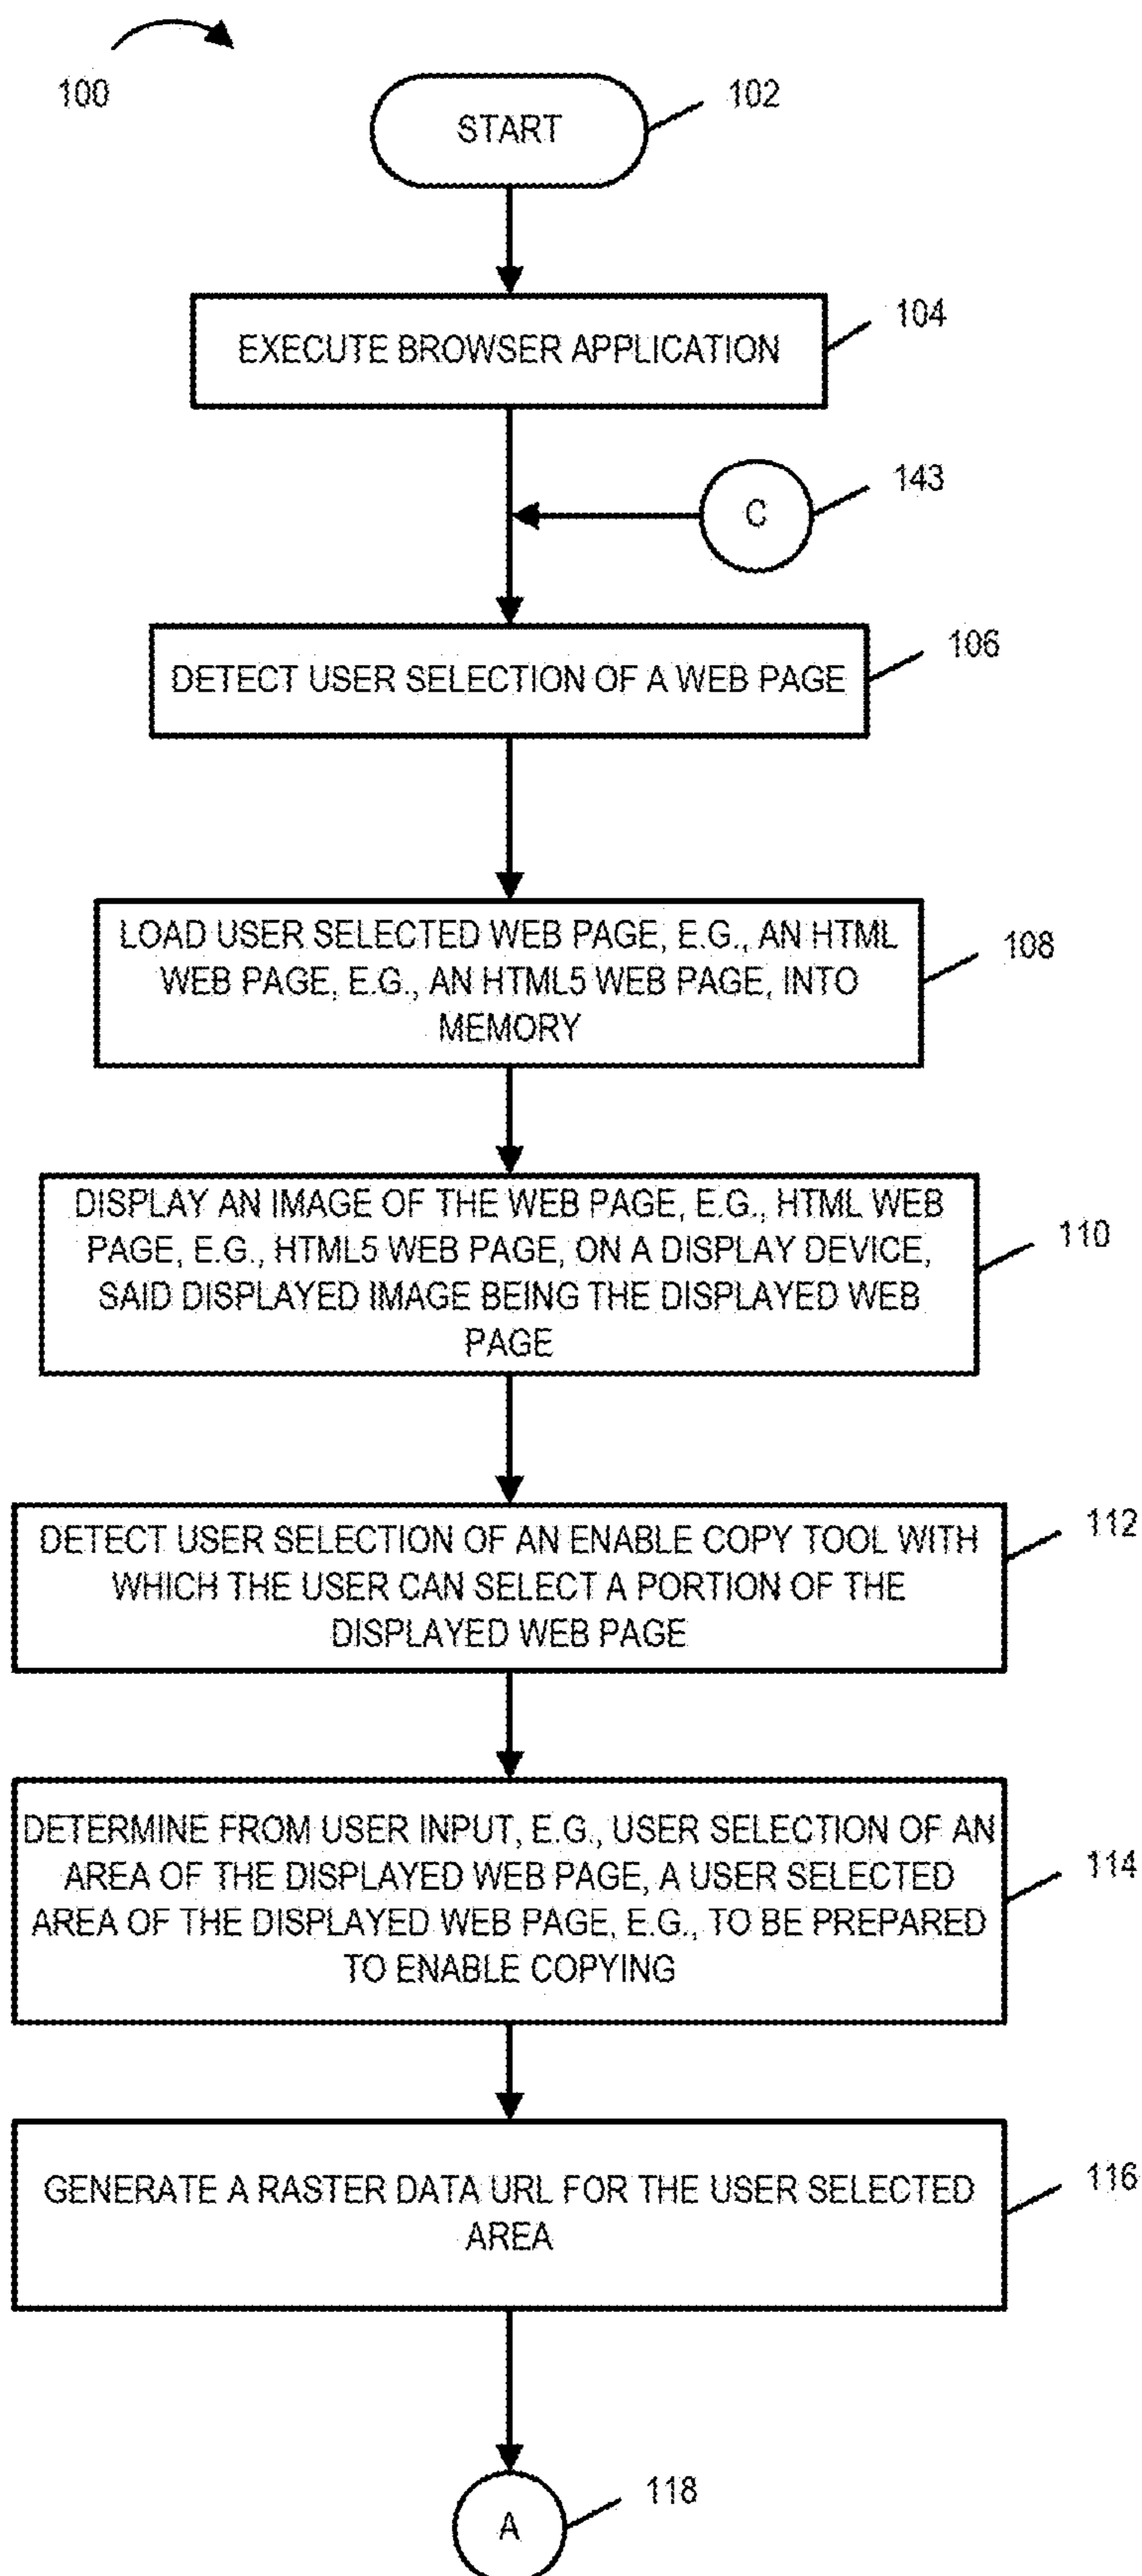 100
START
102
EXECUTE BROWSER APPLICATION
104
C
143
DETECT USER SELECTION OF A WEB PAGE
106
LOAD USER SELECTED WEB PAGE, E.G., AN HTML
WEB PAGE, E.G., AN HTML5 WEB PAGE, INTO
MEMORY
108
DISPLAY AN IMAGE OF THE WEB PAGE, E.G., HTML WEB
PAGE, E.G., HTML5 WEB PAGE, ON A DISPLAY DEVICE,
SAID DISPLAYED IMAGE BEING THE DISPLAYED WEB
PAGE
110
DETECT USER SELECTION OF AN ENABLE COPY TOOL WITH
WHICH THE USER CAN SELECT A PORTION OF THE
DISPLAYED WEB PAGE
112
DETERMINE FROM USER INPUT, E.G., USER SELECTION OF AN
AREA OF THE DISPLAYED WEB PAGE, A USER SELECTED
AREA OF THE DISPLAYED WEB PAGE, E.G., TO BE PREPARED
TO ENABLE COPYING
114
GENERATE A RASTER DATA URL FOR THE USER SELECTED
AREA
116
A
118